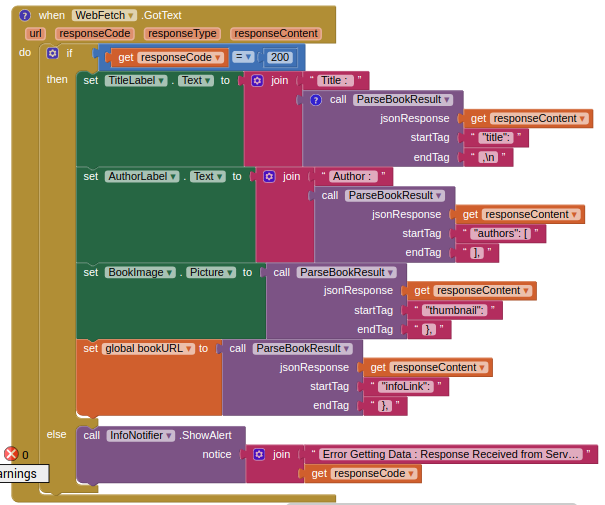 when WebFetch .GotText
url responseCode responseType responseContent
do if get responseCode = 200
then set TitleLabel . Text to join " Title : "
call ParseBookResult
jsonResponse get responseContent
startTag " "title": "
endTag " ,\n "
set AuthorLabel . Text to join " Author : "
call ParseBookResult
jsonResponse get responseContent
startTag " "authors": [ "
endTag " ], "
set BookImage . Picture to call ParseBookResult
jsonResponse get responseContent
startTag " "thumbnail": "
endTag " }, "
set global bookURL to call ParseBookResult
jsonResponse get responseContent
startTag " "infoLink": "
endTag " }, "
else call InfoNotifier .ShowAlert
0 notice join " Error Getting Data : Response Received from Serv… "
arnings get responseCode